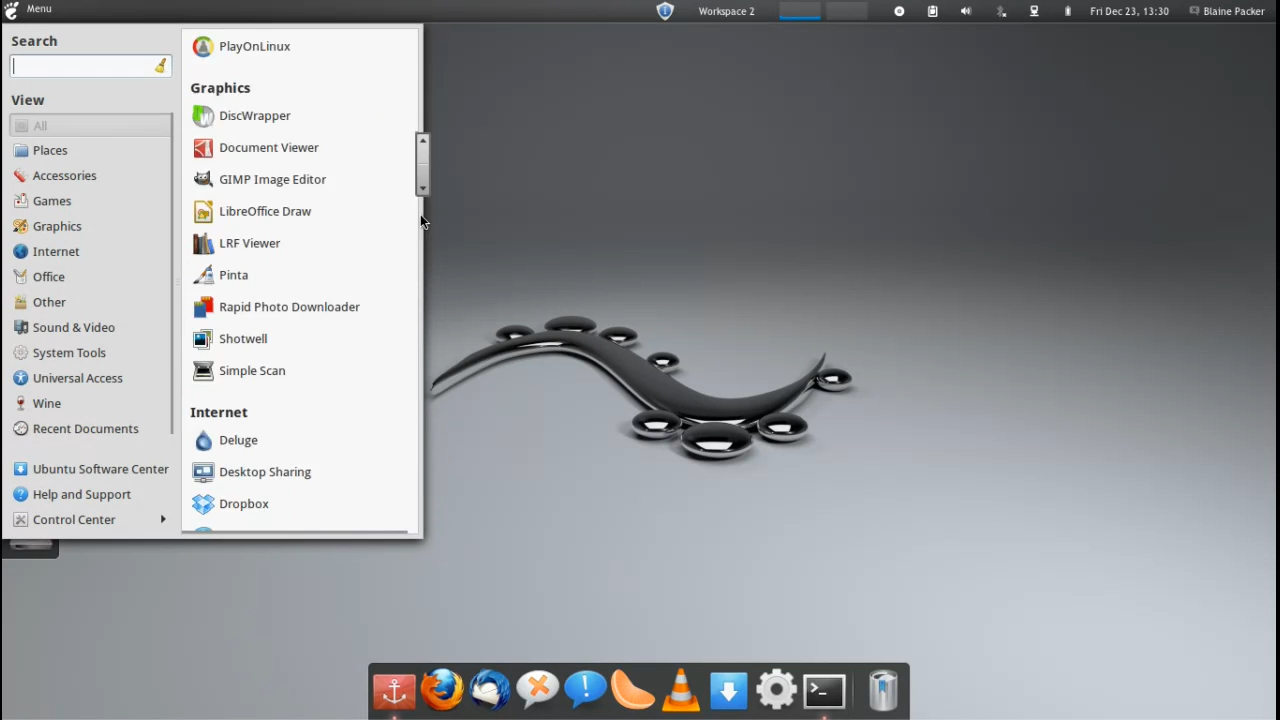 Menu
Workspace 2
Fri Dec 23, 13:30
Blaine Packer
Search
View
All
Places
Accessories
Games
Graphics
Internet
Office
Other
Sound & Video
System Tools
Universal Access
Wine
Recent Documents
Ubuntu Software Center
Help and Support
Control Center
PlayOnLinux
Graphics
DiscWrapper
Document Viewer
GIMP Image Editor
LibreOffice Draw
LRF Viewer
Pinta
Rapid Photo Downloader
Shotwell
Simple Scan
Internet
Deluge
Desktop Sharing
Dropbox